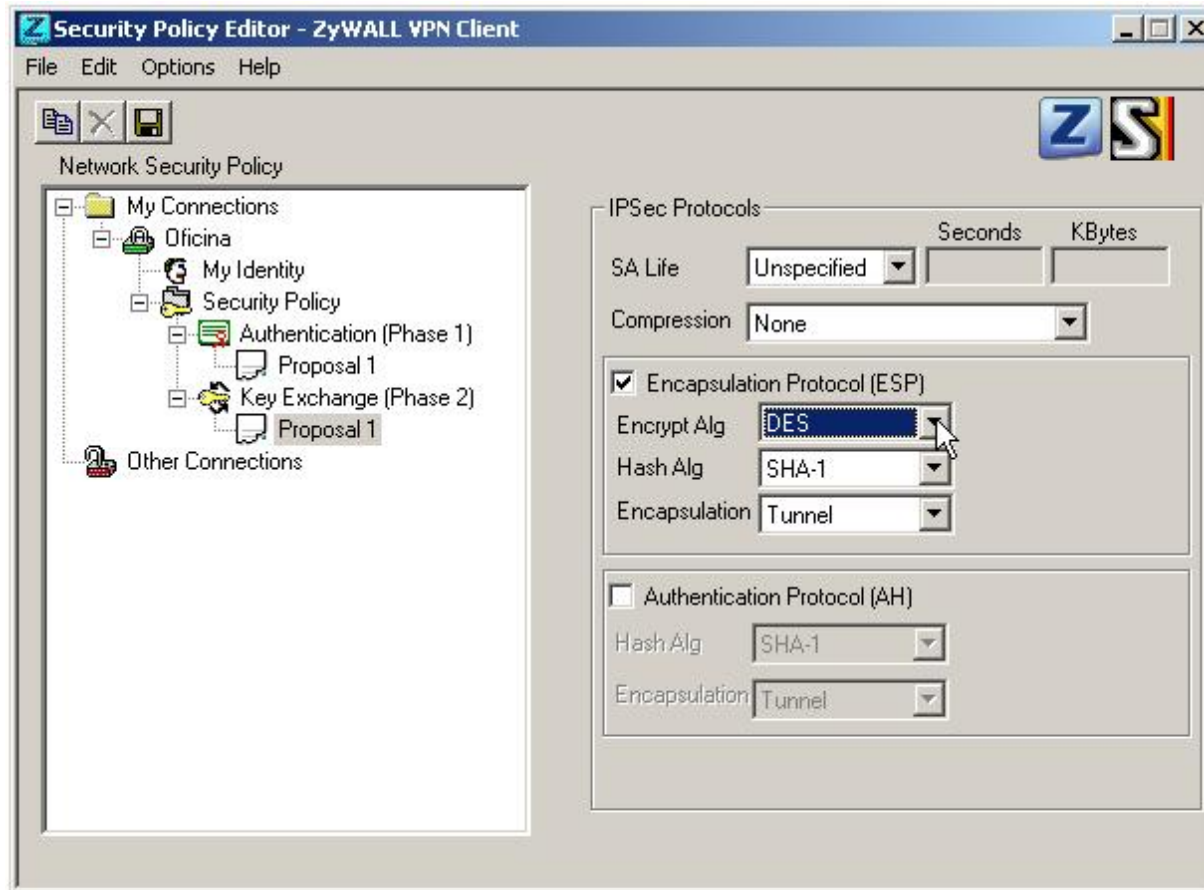 Security Policy Editor - ZyWALL VPN Client
File Edit Options Help
Network Security Policy
My Connections
Oficina
My Identity
Security Policy
Authentication (Phase 1)
Proposal 1
Key Exchange (Phase 2)
Proposal 1
Other Connections
IPSec Protocols
Seconds KBytes
SA Life Unspecified
Compression None
Encapsulation Protocol (ESP)
Encrypt Alg DES
Hash Alg SHA-1
Encapsulation Tunnel
Authentication Protocol (AH)
Hash Alg SHA-1
Encapsulation Tunnel